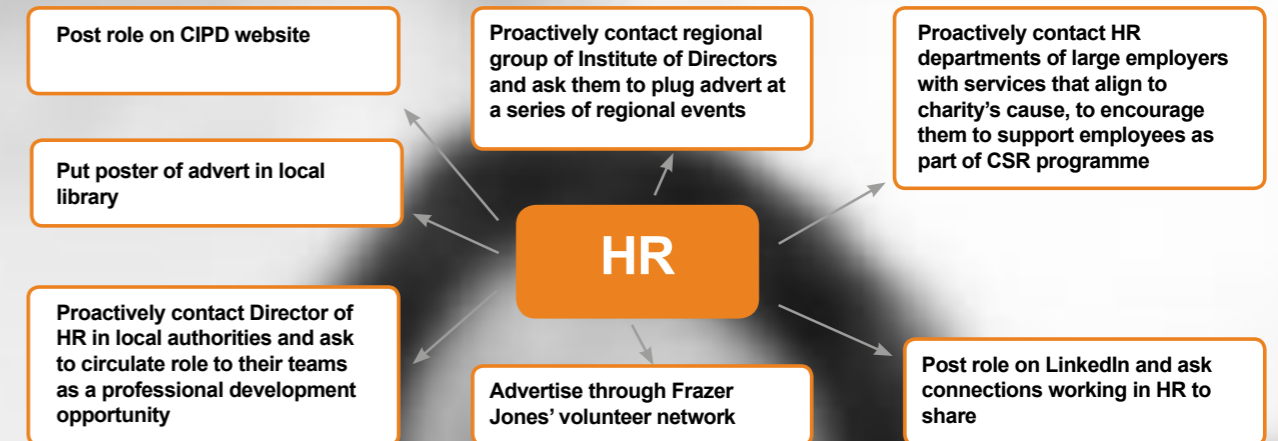 Post role on CIPD website
Proactively contact regional
group of Institute of Directors
and ask them to plug advert at
a series of regional events
Proactively contact HR
departments of large employers
with services that align to
charity's cause, to encourage
them to support employees as
part of CSR programme
Put poster of advert in local
library
HR
Proactively contact Director of
HR in local authorities and ask
to circulate role to their teams
as a professional development
opportunity
Advertise through Frazer
Jones' volunteer network
Post role on LinkedIn and ask
connections working in HR to
share